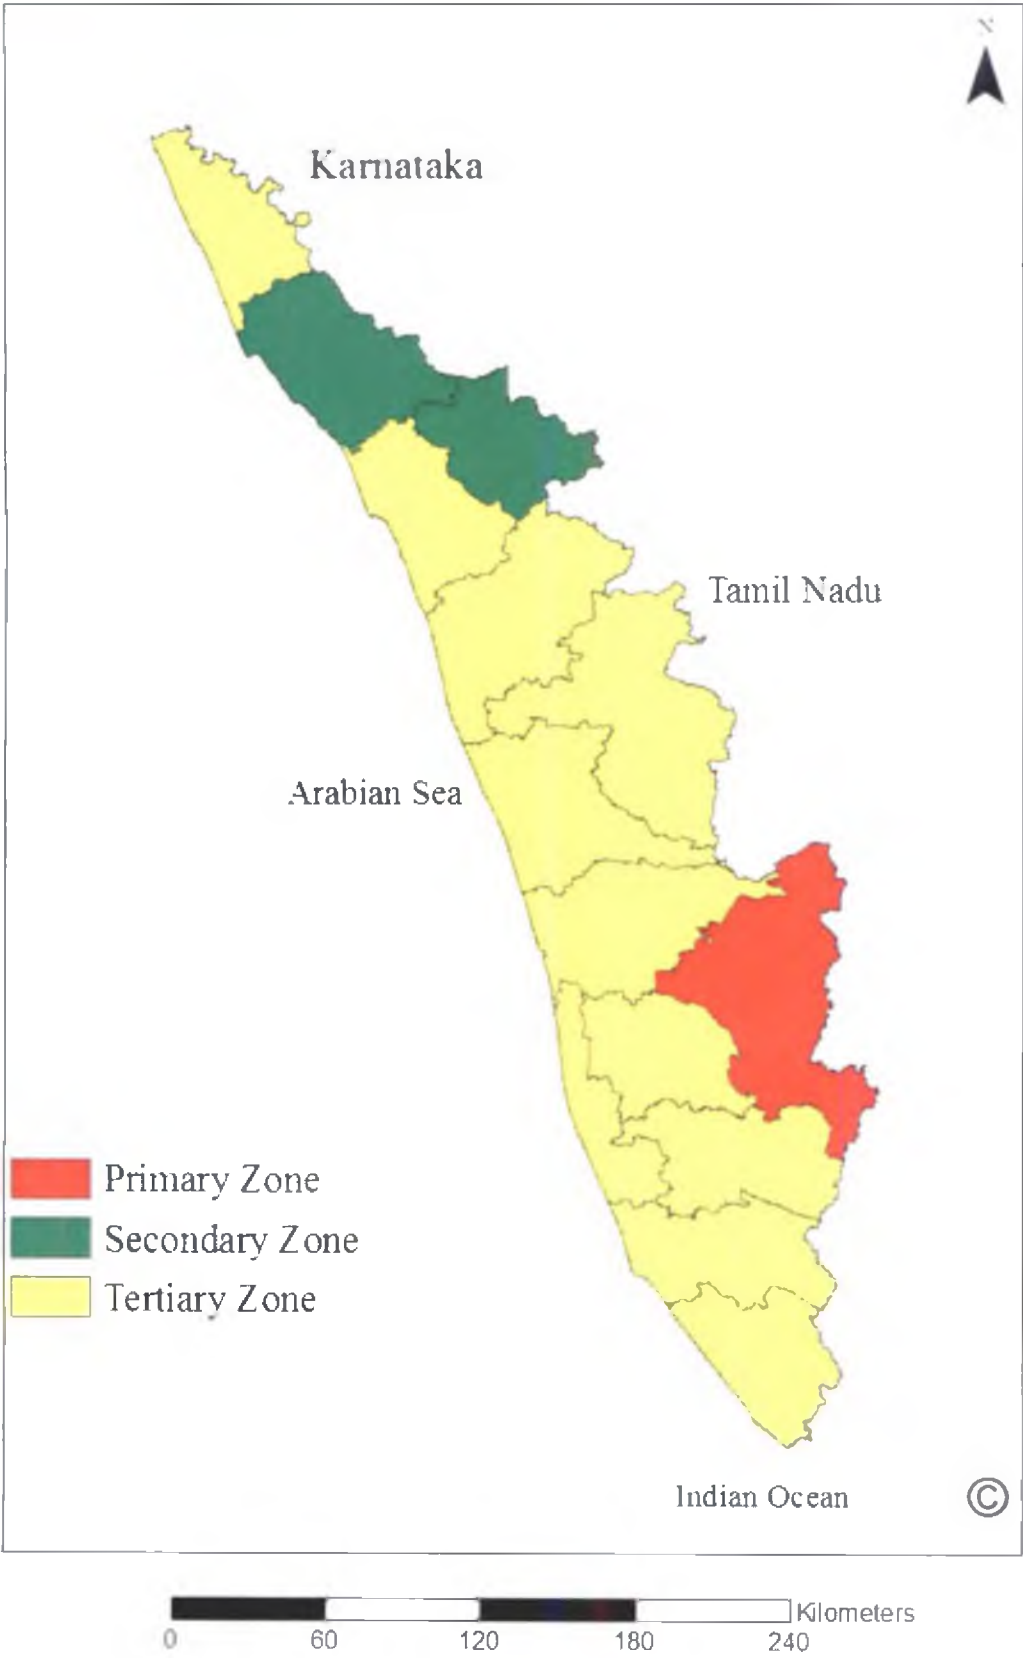 N
Karnataka
Tamil Nadu
Arabian Sea
Primary Zone
Secondary Zone
Tertiary Zone
Indian Ocean
©
Kilometers
0 60 120 180 240